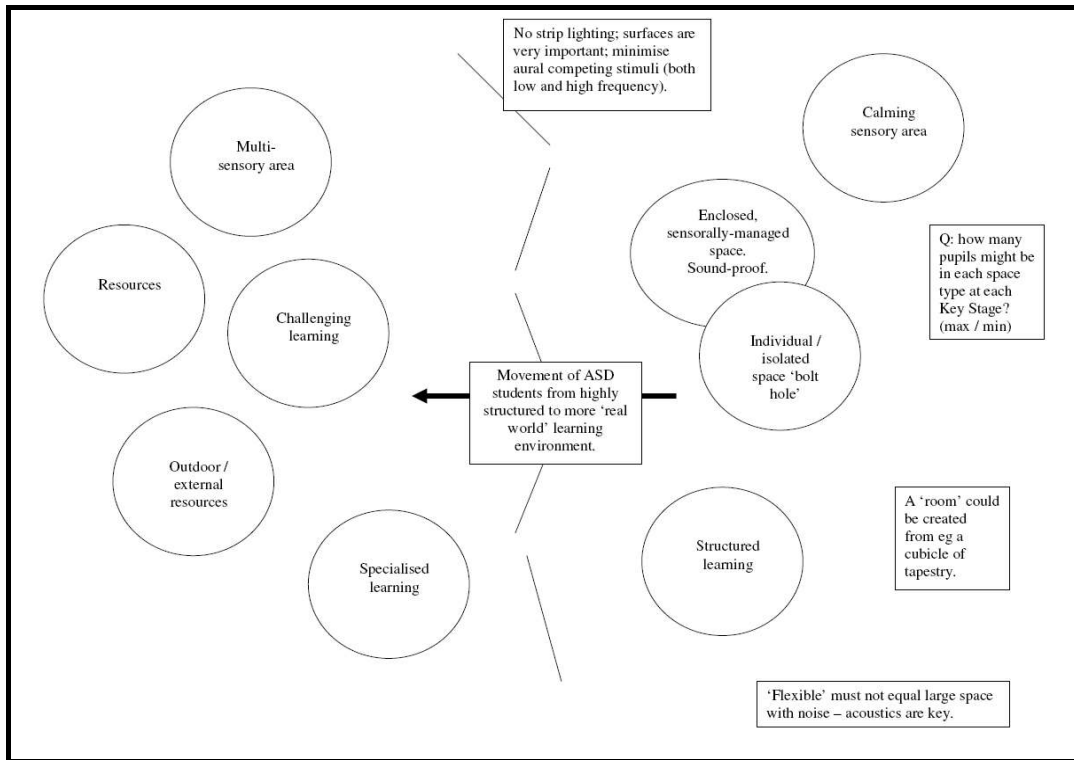 No strip lighting; surfaces are
very important; minimise
aural competing stimuli (both
low and high frequency).
Calming
sensory area
Multi-
sensory area
Enclosed,
sensorally-managed
space.
Sound-proof.
Q: how many
pupils might be
in each space
type at each
Key Stage?
(max / min)
Resources
Challenging
learning
Individual /
isolated
space ‘bolt
hole’
Movement of ASD
students from highly
structured to more ‘real
world’ learning
environment.
Outdoor /
external
resources
A ‘room’ could
be created
from eg a
cubicle of
tapestry.
Specialised
learning
Structured
learning
‘Flexible’ must not equal large space
with noise – acoustics are key.